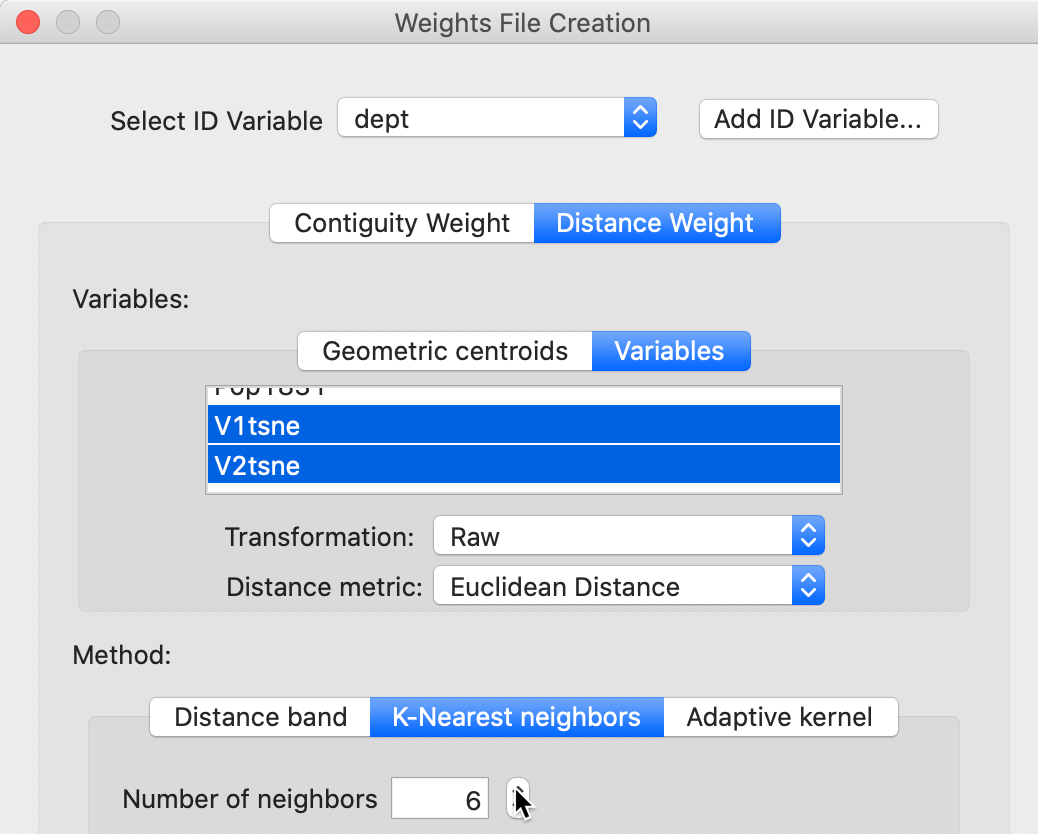 Weights File Creation
Select ID Variable dept Add ID Variable...
Contiguity Weight Distance Weight
Variables:
Geometric centroids Variables
Pop1831
V1tsne
V2tsne
Transformation: Raw
Distance metric: Euclidean Distance
Method:
Distance band K-Nearest neighbors Adaptive kernel
Number of neighbors 6